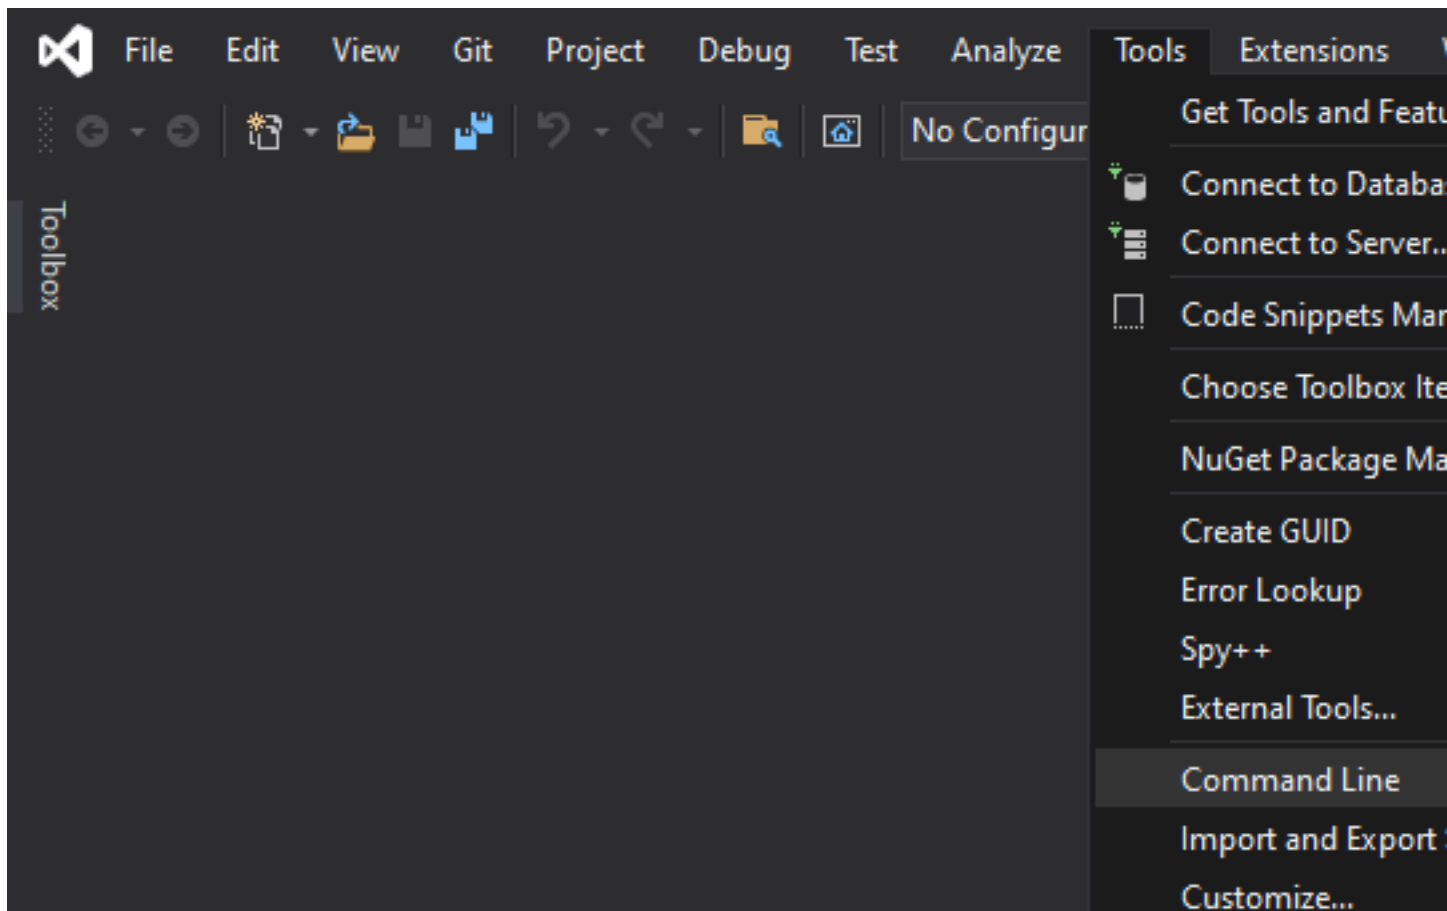 File Edit View Git Project Debug Test Analyze Tools Extensions
No Configur
Toolbox
Get Tools and Featu
Connect to Databa
Connect to Server...
Code Snippets Man
Choose Toolbox Ite
NuGet Package Ma
Create GUID
Error Lookup
Spy++
External Tools...
Command Line
Import and Export
Customize...